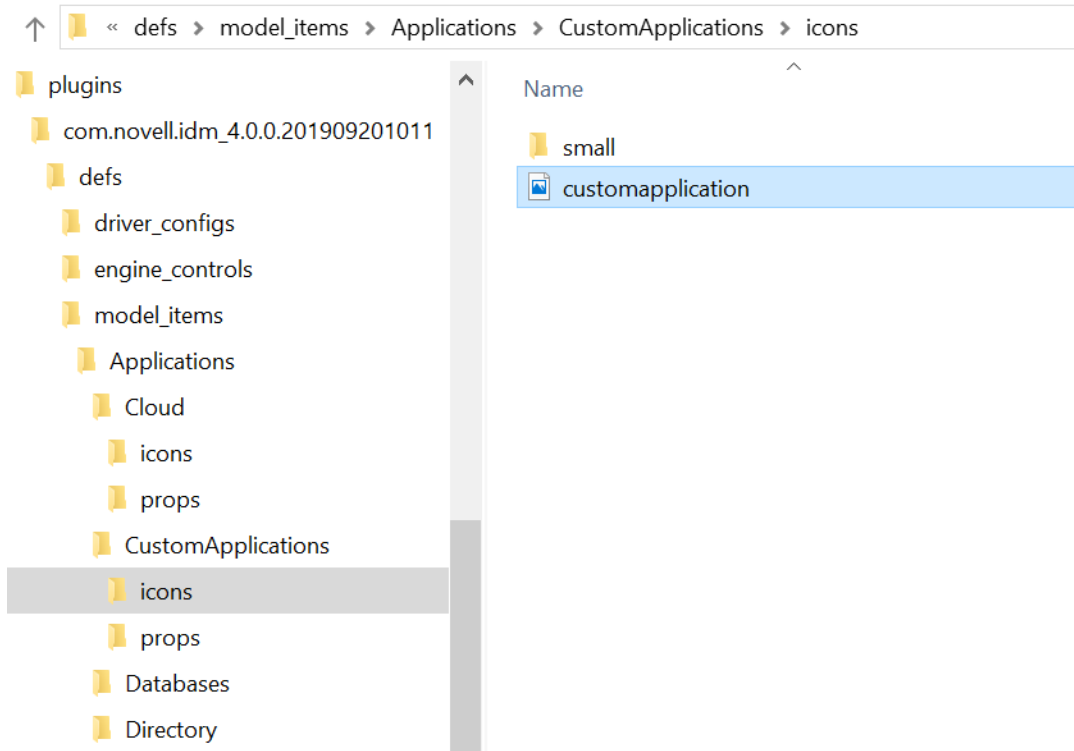 « defs > model_items > Applications > CustomApplications > icons
plugins
com.novell.idm_4.0.0.201909201011
defs
driver_configs
engine_controls
model_items
Applications
Cloud
icons
props
CustomApplications
icons
props
Databases
Directory
Name
small
customapplication